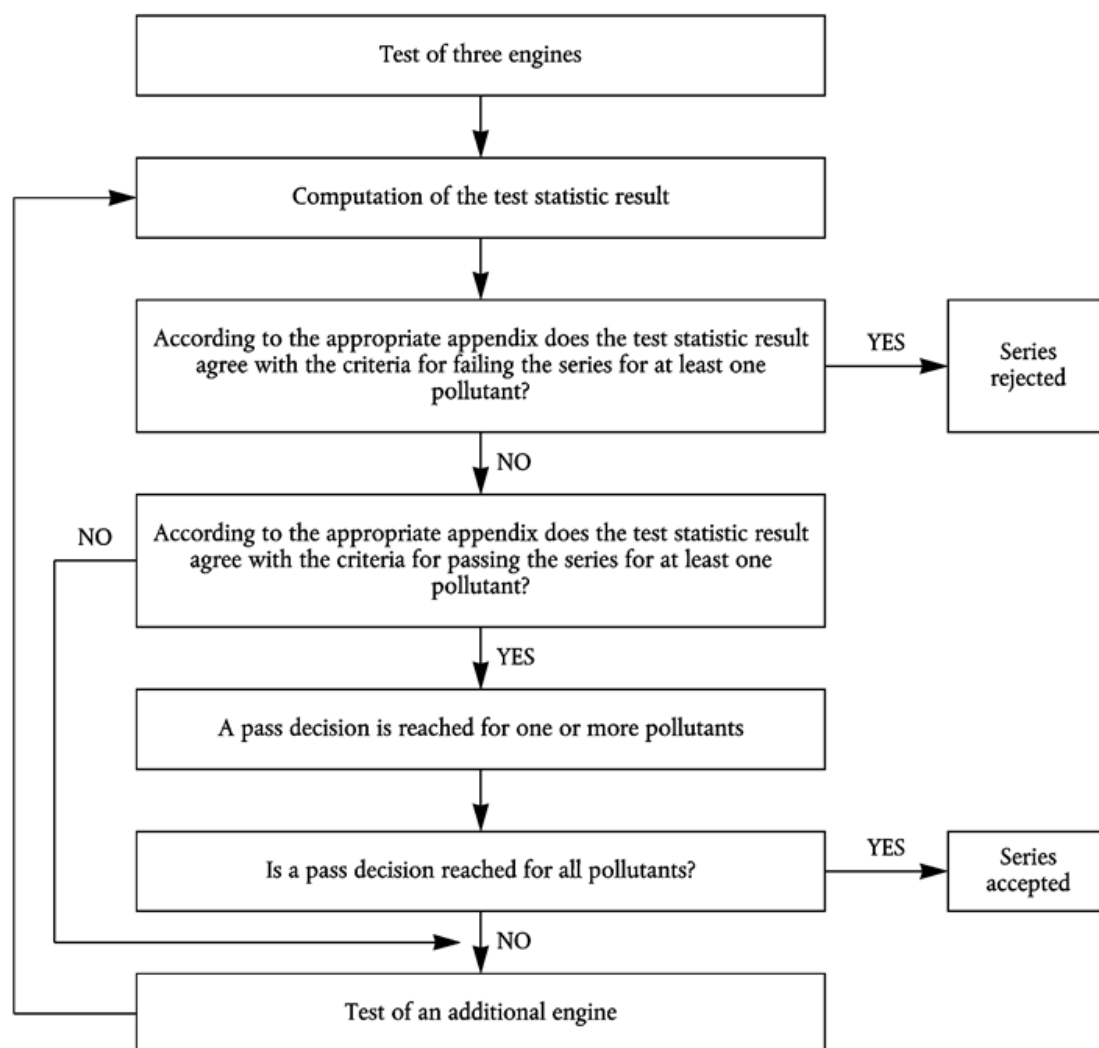 Test of three engines
Computation of the test statistic result
According to the appropriate appendix does the test statistic result
agree with the criteria for failing the series for at least one
pollutant?
YES
Series
rejected
NO
According to the appropriate appendix does the test statistic result
agree with the criteria for passing the series for at least one
pollutant?
NO
YES
A pass decision is reached for one or more pollutants
Is a pass decision reached for all pollutants?
YES
Series
accepted
NO
Test of an additional engine